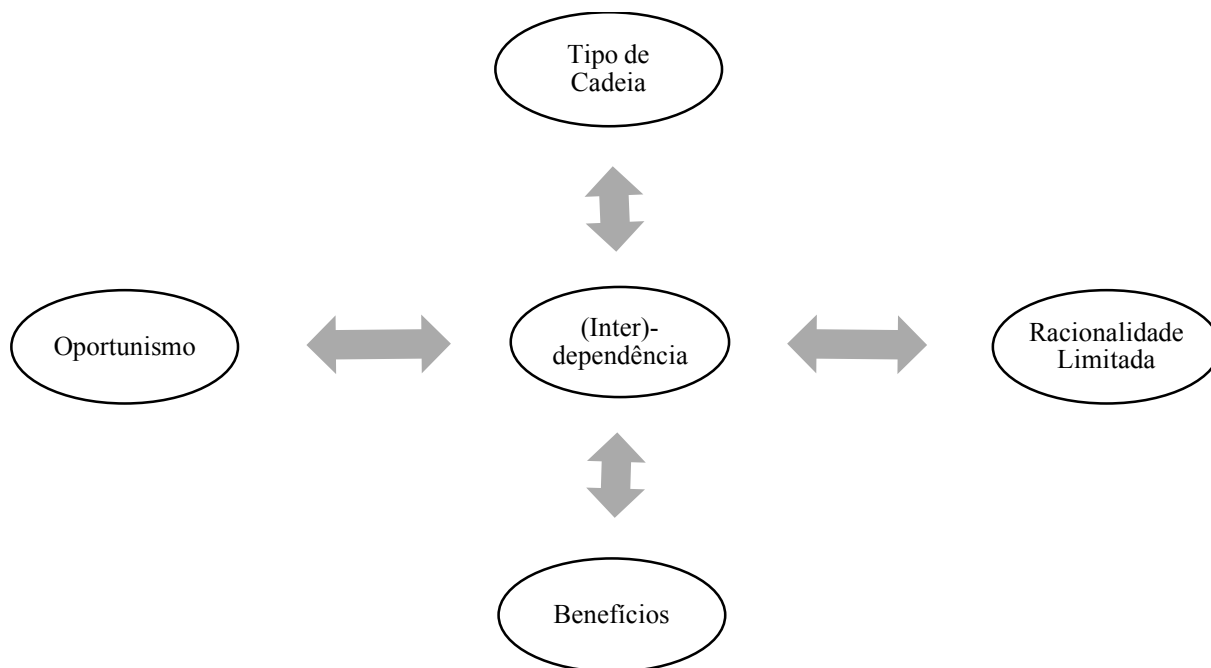 Tipo de
Cadeia
Oportunismo
(Inter)-
dependência
Racionalidade
Limitada
Benefícios